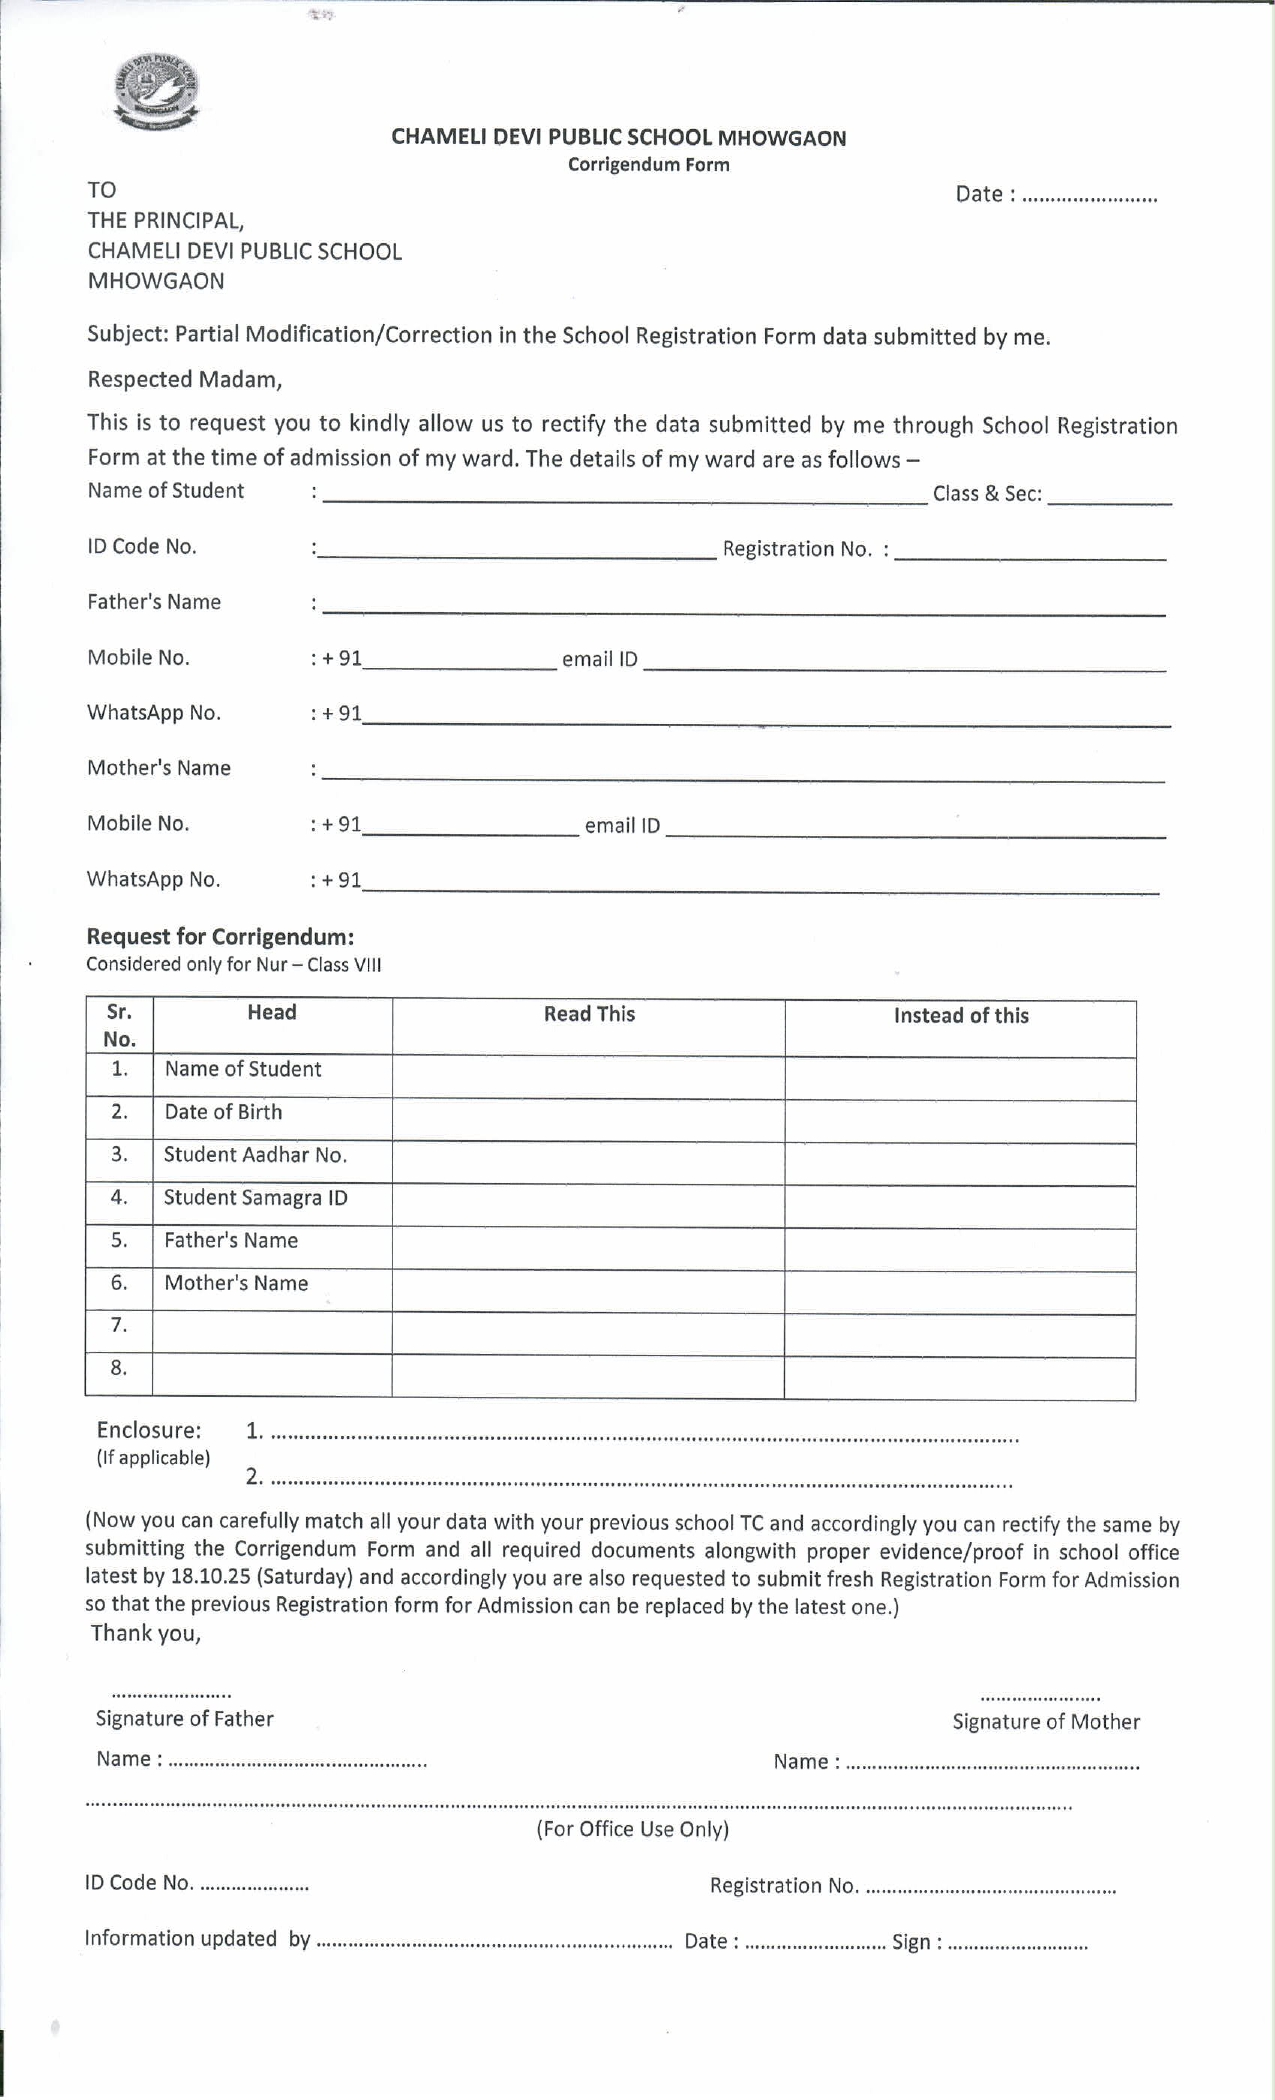 CHAMELI DEVI PUBLIC SCHOOL MHOWGAON
Corrigendum Form
TO
Date : ........................
THE PRINCIPAL,
CHAMELI DEVI PUBLIC SCHOOL
MHOWGAON
Subject: Partial Modification/Correction in the School Registration Form data submitted by me.
Respected Madam,
This is to request you to kindly allow us to rectify the data submitted by me through School Registration
Form at the time of admission of my ward. The details of my ward are as follows –
Name of Student : ____________________ Class & Sec: __________
ID Code No. :____________________ Registration No. : ____________________
Father's Name : ____________________
Mobile No. : + 91____________________ email ID ____________________
WhatsApp No. : + 91____________________
Mother's Name : ____________________
Mobile No. : + 91____________________ email ID ____________________
WhatsApp No. : + 91____________________
Request for Corrigendum:
Considered only for Nur – Class VIII
Sr. No. Head Read This Instead of this
1. Name of Student
2. Date of Birth
3. Student Aadhar No.
4. Student Samagra ID
5. Father's Name
6. Mother's Name
7.
8.
Enclosure: 1. ........................
(If applicable)
2. ........................
(Now you can carefully match all your data with your previous school TC and accordingly you can rectify the same by
submitting the Corrigendum Form and all required documents alongwith proper evidence/proof in school office
latest by 18.10.25 (Saturday) and accordingly you are also requested to submit fresh Registration Form for Admission
so that the previous Registration form for Admission can be replaced by the latest one.)
Thank you,
Signature of Father Signature of Mother
Name : ........................ Name : ........................
(For Office Use Only)
ID Code No. ..................... Registration No. ........................
Information updated by ........................ Date : ........................ Sign : ........................